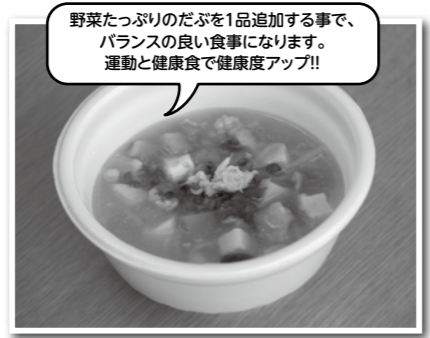 野菜たっぷりのだぶを1品追加する事で、
バランスの良い食事になります。
運動と健康食で健康度アップ!!